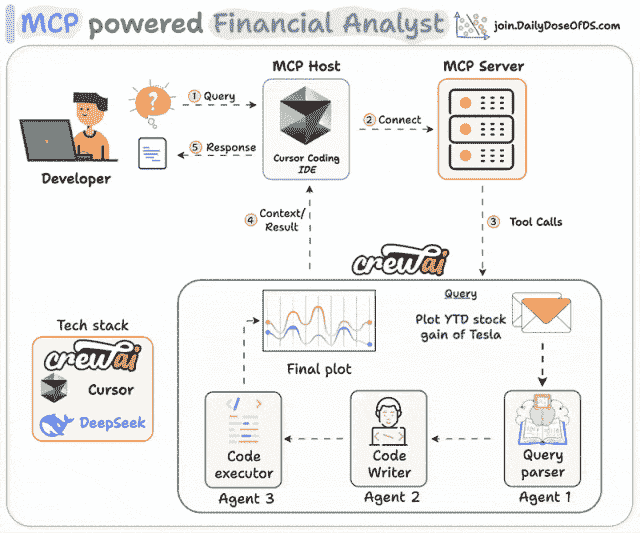 MCP powered Financial Analyst
join.DailyDoseOfDS.com
MCP Host
MCP Server
1 Query
2 Connect
5 Response
Cursor Coding
IDE
Developer
4 Context/
Result
3 Tool Calls
crewai
Query
Plot YTD stock
gain of Tesla
Final plot
Tech stack
crewai
Cursor
DeepSeek
Code
executor
Agent 3
Code
Writer
Agent 2
Query
parser
Agent 1